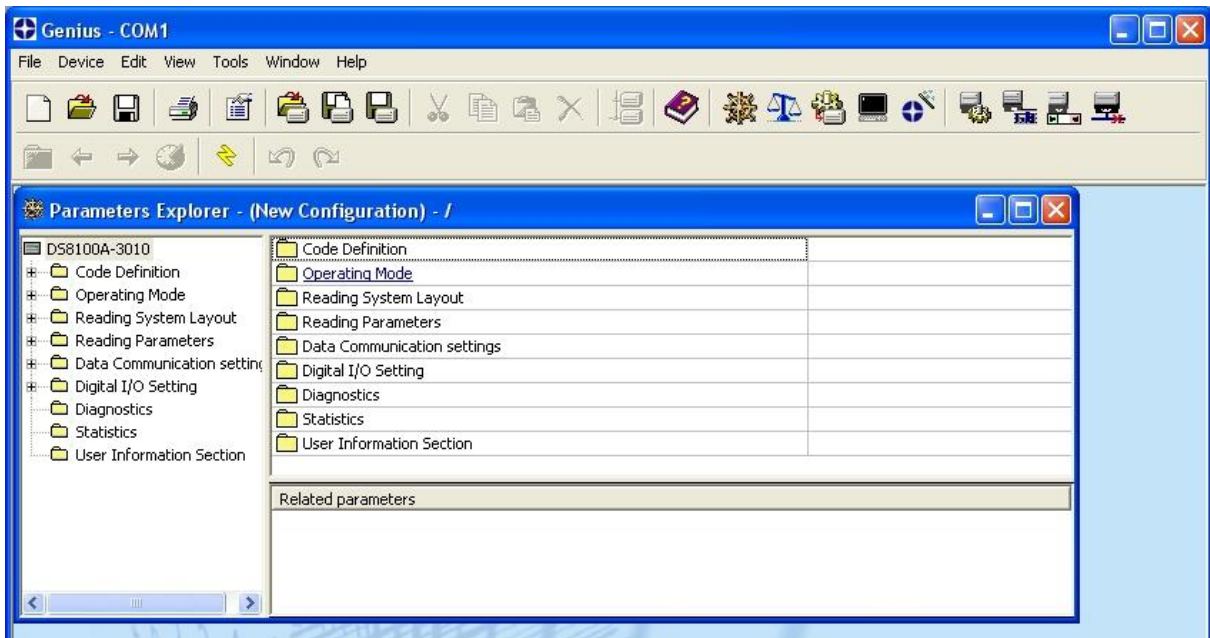 Genius - COM1
File Device Edit View Tools Window Help
Parameters Explorer - (New Configuration) - /
DS8100A-3010
Code Definition
Operating Mode
Reading System Layout
Reading Parameters
Data Communication setting
Digital I/O Setting
Diagnostics
Statistics
User Information Section
Code Definition
Operating Mode
Reading System Layout
Reading Parameters
Data Communication settings
Digital I/O Setting
Diagnostics
Statistics
User Information Section
Related parameters